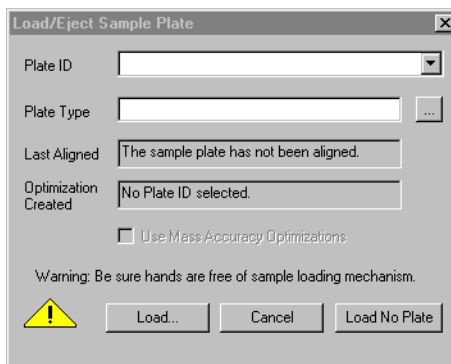 Load/Eject Sample Plate
Plate ID
Plate Type
...
Last Aligned The sample plate has not been aligned.
Optimization
Created
No Plate ID selected.
Use Mass Accuracy Optimizations
Warning: Be sure hands are free of sample loading mechanism.
! Load... Cancel Load No Plate